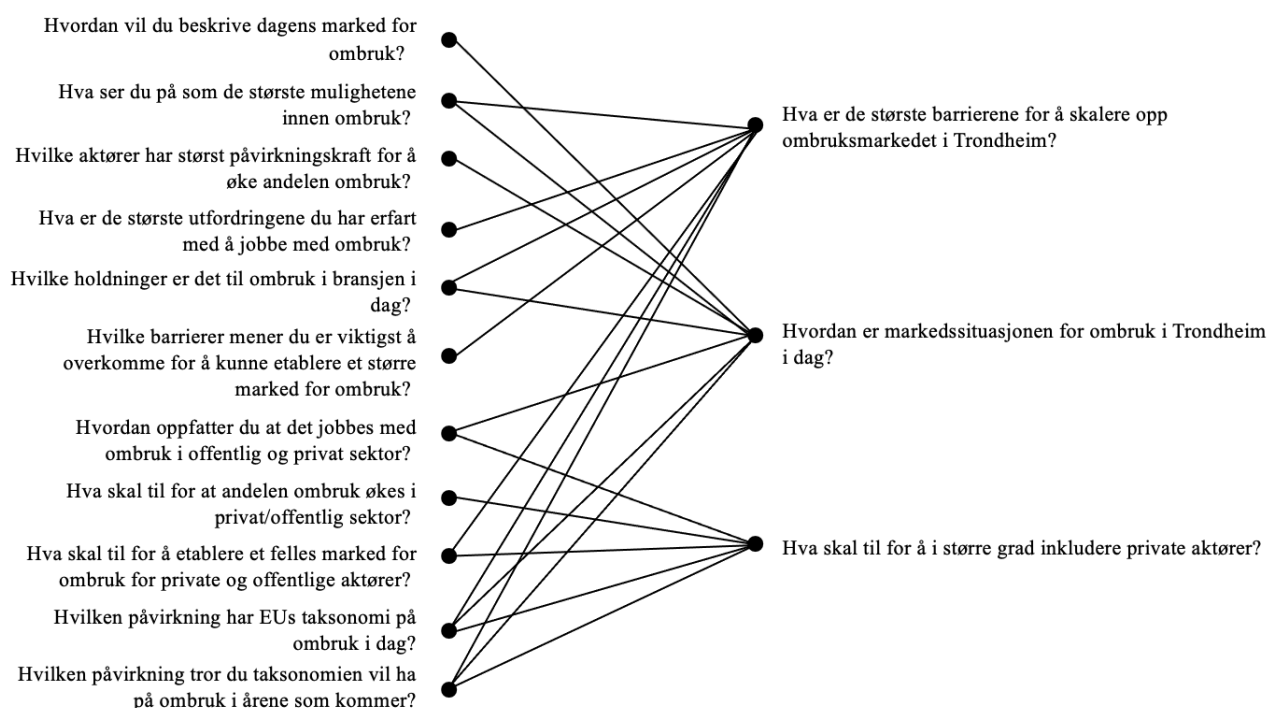 Hvordan vil du beskrive dagens marked for
ombruk?
Hva ser du på som de største mulighetene
innen ombruk?
Hvilke aktører har størst påvirkningskraft for å
øke andelen ombruk?
Hva er de største utfordringene du har erfart
med å jobbe med ombruk?
Hvilke holdninger er det til ombruk i bransjen i
dag?
Hvilke barrierer mener du er viktigst å
overkomme for å kunne etablere et større
marked for ombruk?
Hvordan oppfatter du at det jobbes med
ombruk i offentlig og privat sektor?
Hva skal til for at andelen ombruk økes i
privat/offentlig sektor?
Hva skal til for å etablere et felles marked for
ombruk for private og offentlige aktører?
Hvilken påvirkning har EUs taksonomi på
ombruk i dag?
Hvilken påvirkning tror du taksonomien vil ha
på ombruk i årene som kommer?
Hva er de største barrierene for å skalere opp
ombruksmarkedet i Trondheim?
Hvordan er markedssituasjonen for ombruk i Trondheim
i dag?
Hva skal til for å i større grad inkludere private aktører?